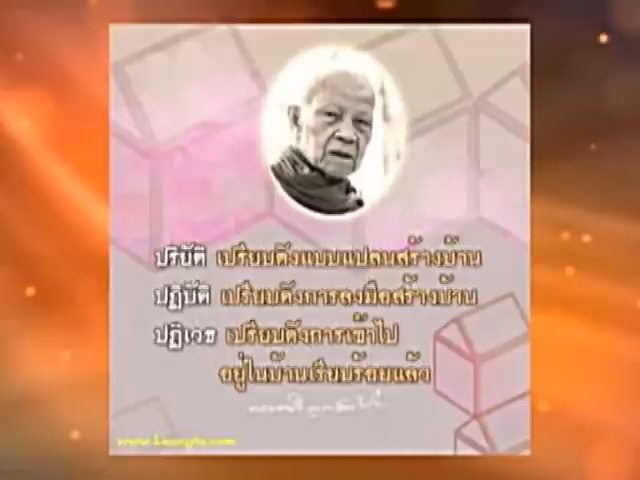 ปริยัติ เปรียบดังแบบแปลนสร้างบ้าน
ปฏิบัติ เปรียบดังการลงมือสร้างบ้าน
ปฏิเวธ เปรียบดังการเข้าไป
อยู่ในบ้านเรียบร้อยแล้ว
www.Luangta.com